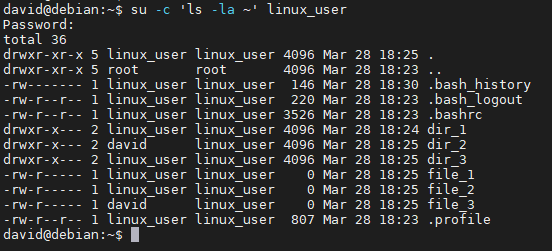 david@debian:~$ su -c 'ls -la ~' linux_user
Password:
total 36
drwxr-xr-x 5 linux_user linux_user 4096 Mar 28 18:25 .
drwxr-xr-x 5 root       root       4096 Mar 28 18:23 ..
-rw------- 1 linux_user linux_user  146 Mar 28 18:30 .bash_history
-rw-r--r-- 1 linux_user linux_user  220 Mar 28 18:23 .bash_logout
-rw-r--r-- 1 linux_user linux_user 3526 Mar 28 18:23 .bashrc
drwxr-x--- 2 linux_user linux_user 4096 Mar 28 18:24 dir_1
drwxr-x--- 2 david      linux_user 4096 Mar 28 18:25 dir_2
drwxr-x--- 2 linux_user linux_user 4096 Mar 28 18:25 dir_3
-rw-r----- 1 linux_user linux_user    0 Mar 28 18:25 file_1
-rw-r----- 1 linux_user linux_user    0 Mar 28 18:25 file_2
-rw-r----- 1 david      linux_user    0 Mar 28 18:25 file_3
-rw-r--r-- 1 linux_user linux_user  807 Mar 28 18:23 .profile
david@debian:~$